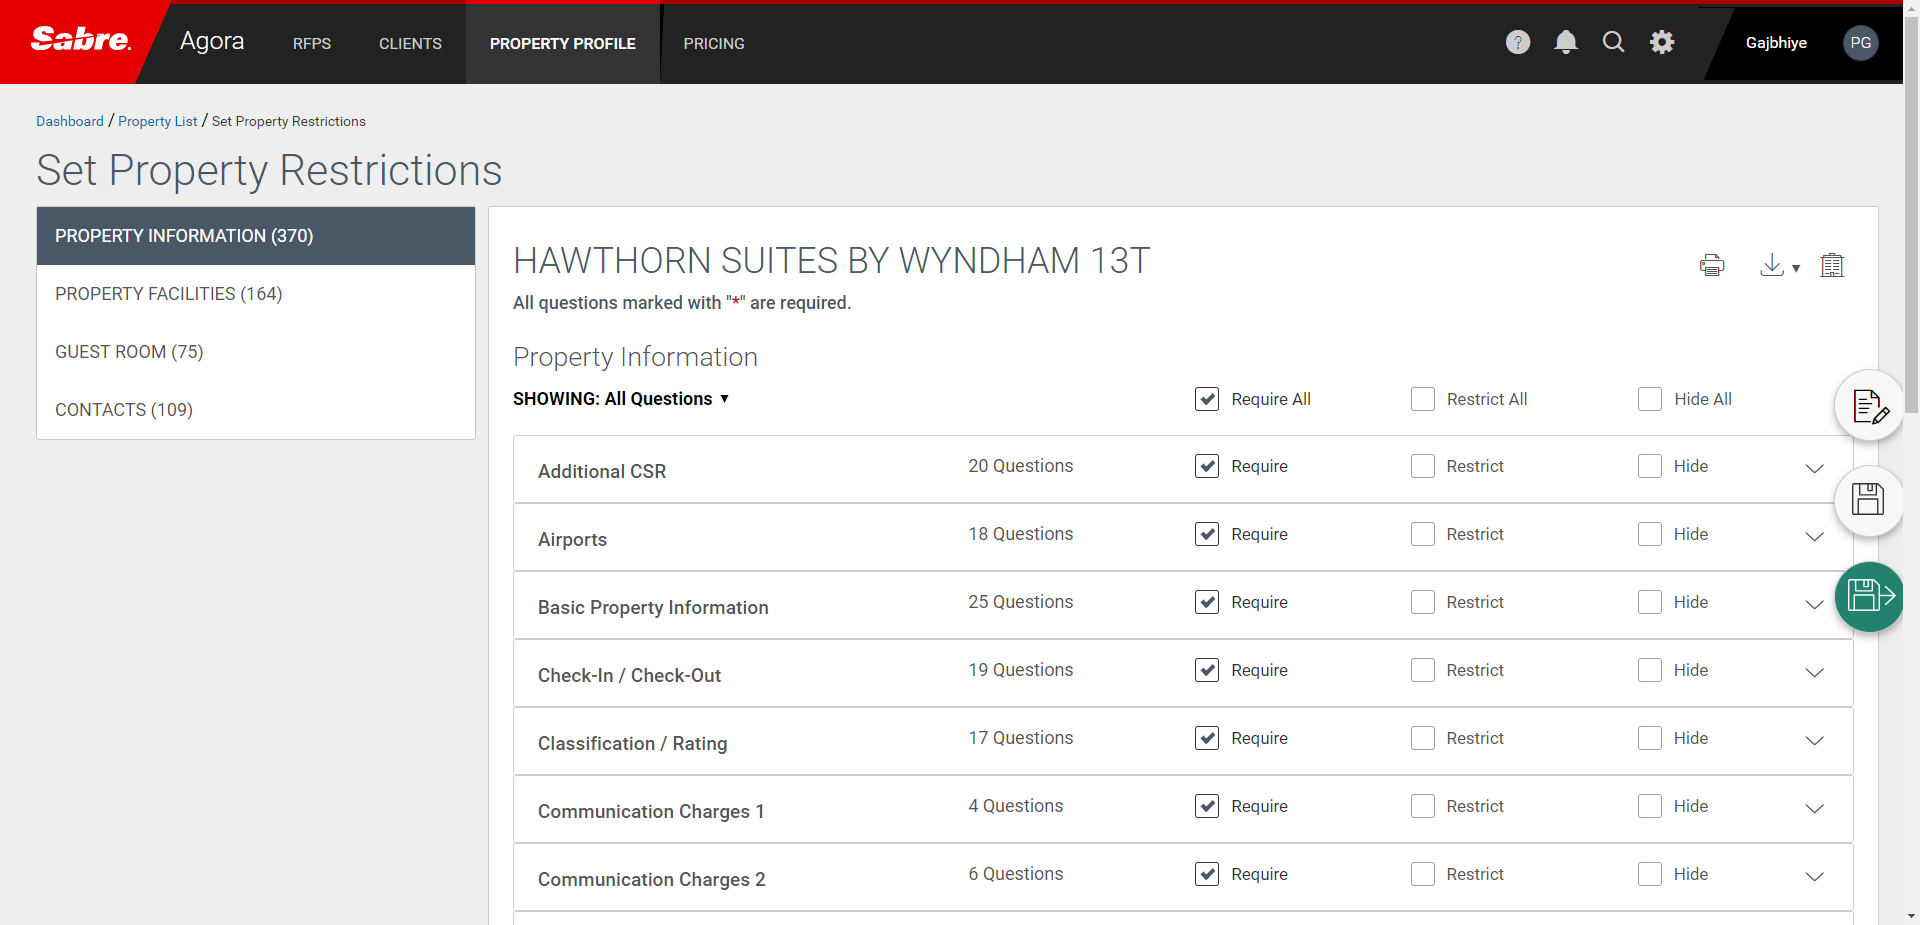 Sabre.
Agora
RFPS
CLIENTS
PROPERTY PROFILE
PRICING
?
Gajbhiye
PG
Dashboard / Property List / Set Property Restrictions
Set Property Restrictions
PROPERTY INFORMATION (370)
PROPERTY FACILITIES (164)
GUEST ROOM (75)
CONTACTS (109)
HAWTHORN SUITES BY WYNDHAM 13T
All questions marked with "*" are required.
Property Information
SHOWING: All Questions
Require All
Restrict All
Hide All
Additional CSR 20 Questions Require Restrict Hide
Airports 18 Questions Require Restrict Hide
Basic Property Information 25 Questions Require Restrict Hide
Check-In / Check-Out 19 Questions Require Restrict Hide
Classification / Rating 17 Questions Require Restrict Hide
Communication Charges 1 4 Questions Require Restrict Hide
Communication Charges 2 6 Questions Require Restrict Hide